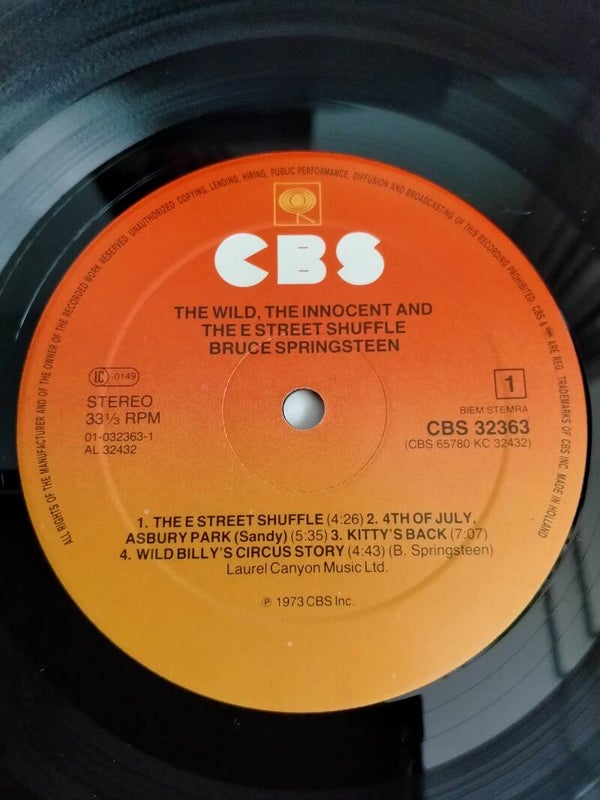 ALL RIGHTS OF THE MANUFACTURER AND OF THE OWNER OF THE RECORDED WORK RESERVED. UNAUTHORIZED COPYING, LENDING, HIRING, PUBLIC PERFORMANCE, DIFFUSION AND BROADCASTING OF THIS RECORDING PROHIBITED. CBS & ARE REG. TRADEMARKS OF CBS INC. MADE IN HOLLAND
CBS
THE WILD, THE INNOCENT AND
THE E STREET SHUFFLE
BRUCE SPRINGSTEEN
LC -0149
STEREO
33⅓ RPM
01-032363-1
AL 32432
1
BIEM STEMRA
CBS 32363
(CBS 65780 KC 32432)
1. THE E STREET SHUFFLE (4:26) 2. 4TH OF JULY,
ASBURY PARK (Sandy) (5:35) 3. KITTY'S BACK (7:07)
4. WILD BILLY'S CIRCUS STORY (4:43) (B. Springsteen)
Laurel Canyon Music Ltd.
℗ 1973 CBS Inc.